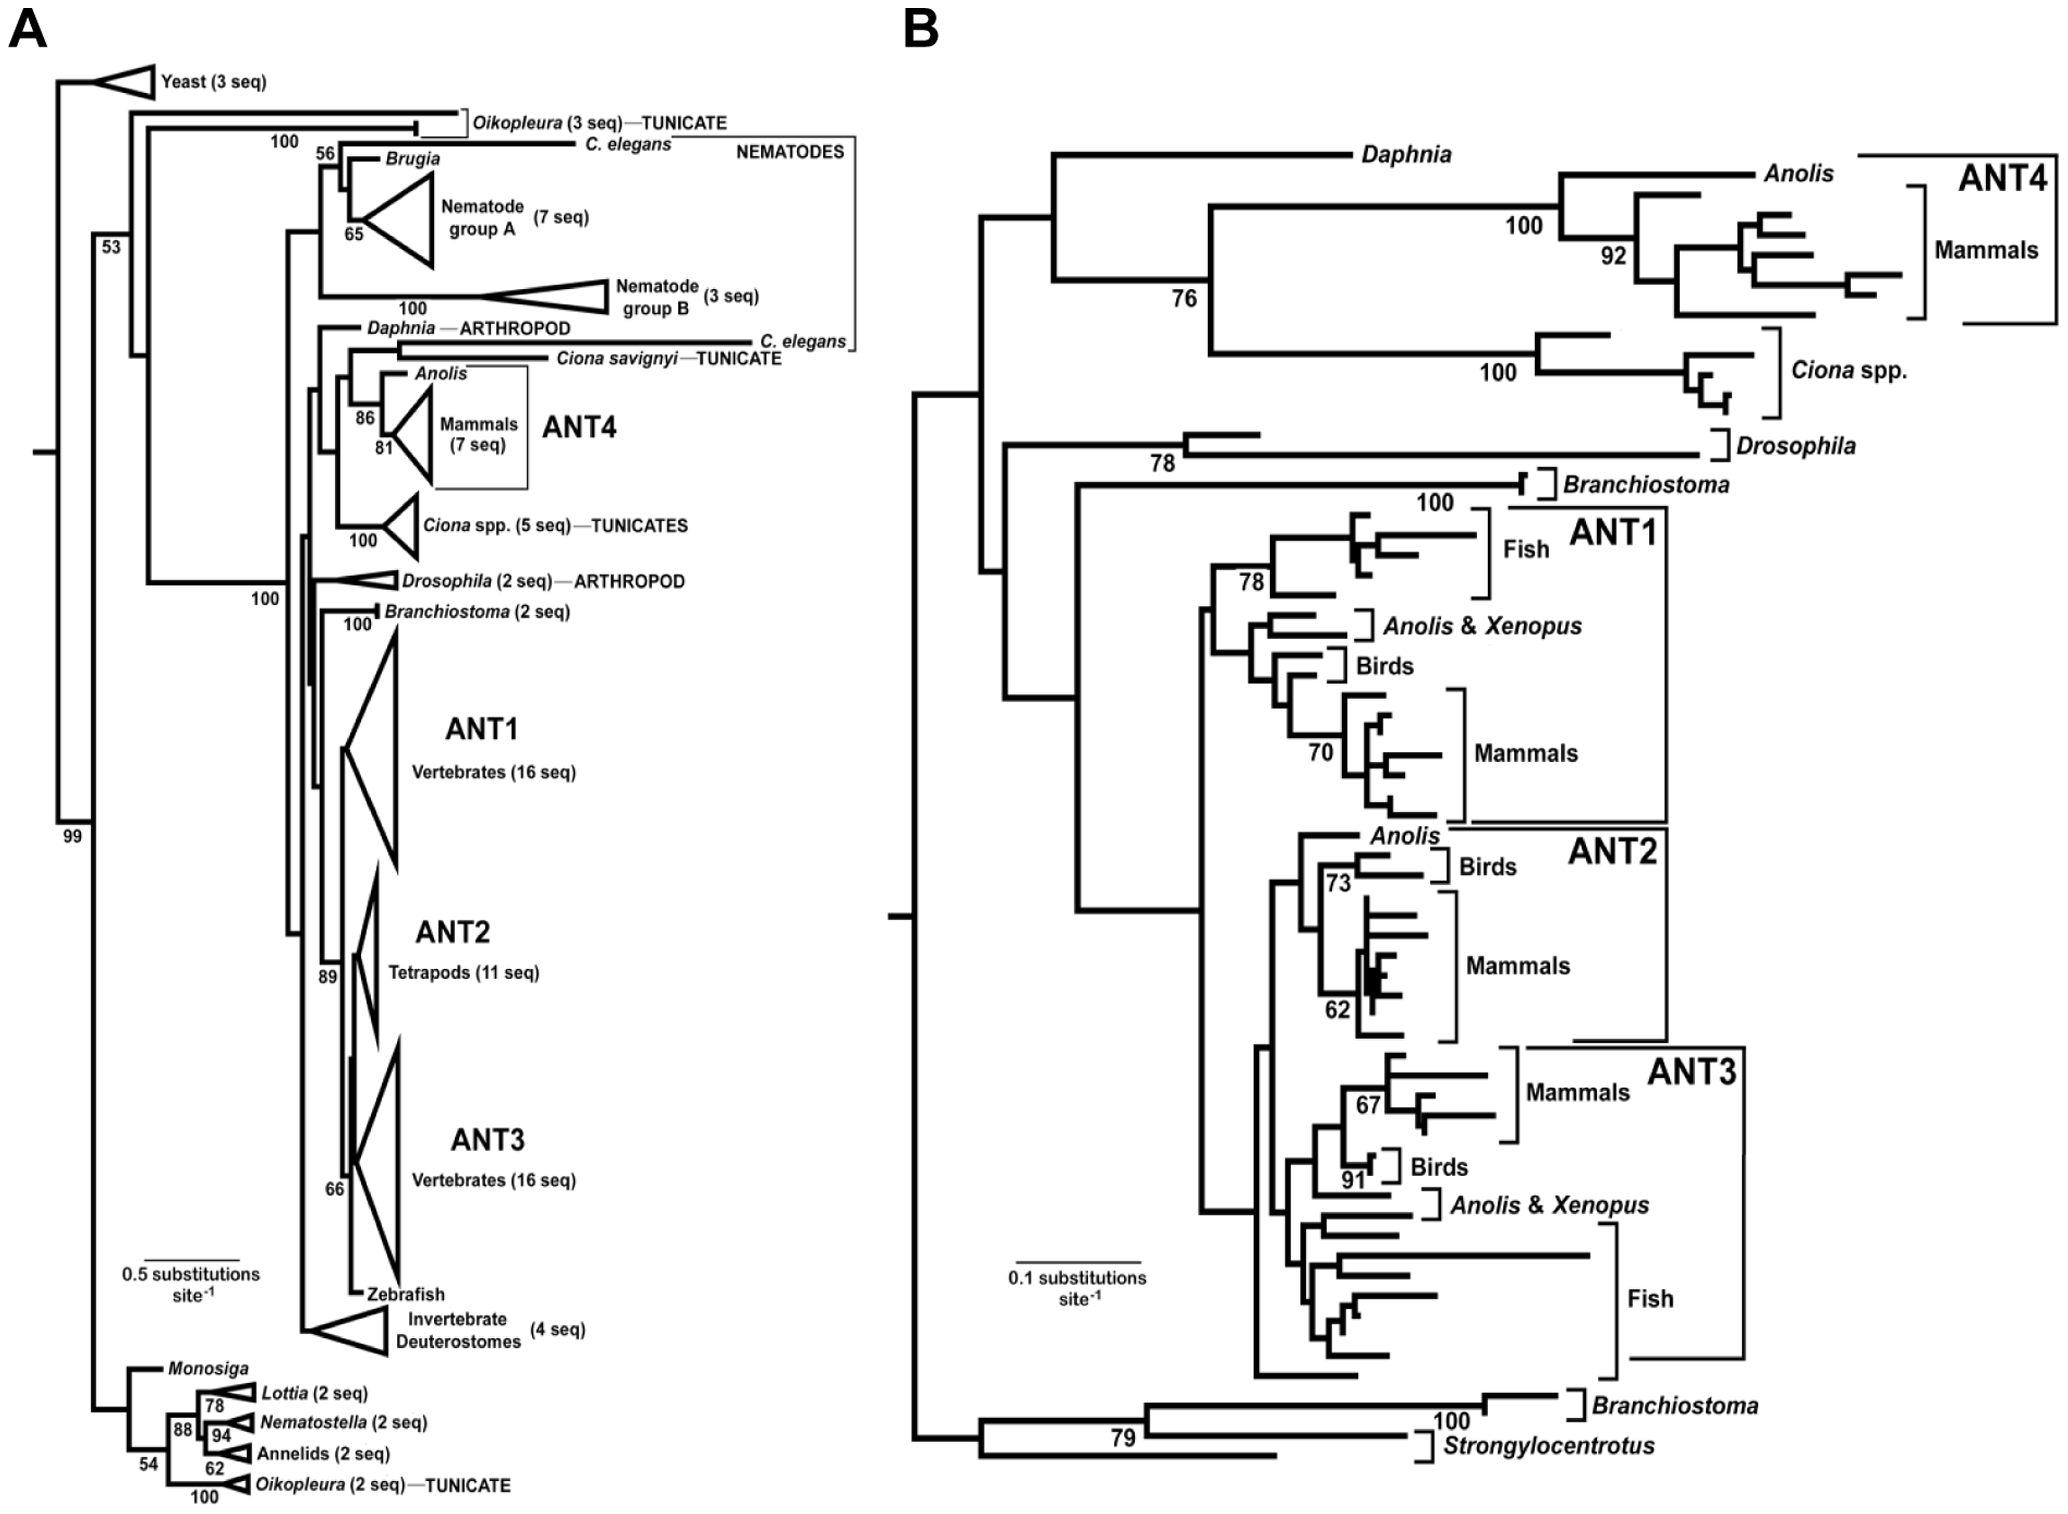 A
Yeast (3 seq)
Oikopleura (3 seq)—TUNICATE
100
C. elegans
NEMATODES
56
Brugia
Nematode
group A
(7 seq)
65
53
Nematode
group B
(3 seq)
100
Daphnia — ARTHROPOD
C. elegans
Ciona savignyi—TUNICATE
Anolis
86
Mammals
(7 seq)
ANT4
81
Ciona spp. (5 seq)—TUNICATES
100
Drosophila (2 seq)—ARTHROPOD
100
Branchiostoma (2 seq)
100
ANT1
Vertebrates (16 seq)
99
ANT2
Tetrapods (11 seq)
89
ANT3
Vertebrates (16 seq)
66
0.5 substitutions
site-1
Zebrafish
Invertebrate
Deuterostomes
(4 seq)
Monosiga
Lottia (2 seq)
78
Nematostella (2 seq)
88
94
Annelids (2 seq)
54
62
Oikopleura (2 seq)—TUNICATE
100
B
Daphnia
Anolis
ANT4
100
92
Mammals
76
100
Ciona spp.
Drosophila
78
Branchiostoma
100
ANT1
Fish
78
Anolis & Xenopus
Birds
70
Mammals
Anolis
ANT2
Birds
73
Mammals
62
ANT3
Mammals
67
Birds
91
Anolis & Xenopus
0.1 substitutions
site-1
Fish
Branchiostoma
100
79
Strongylocentrotus